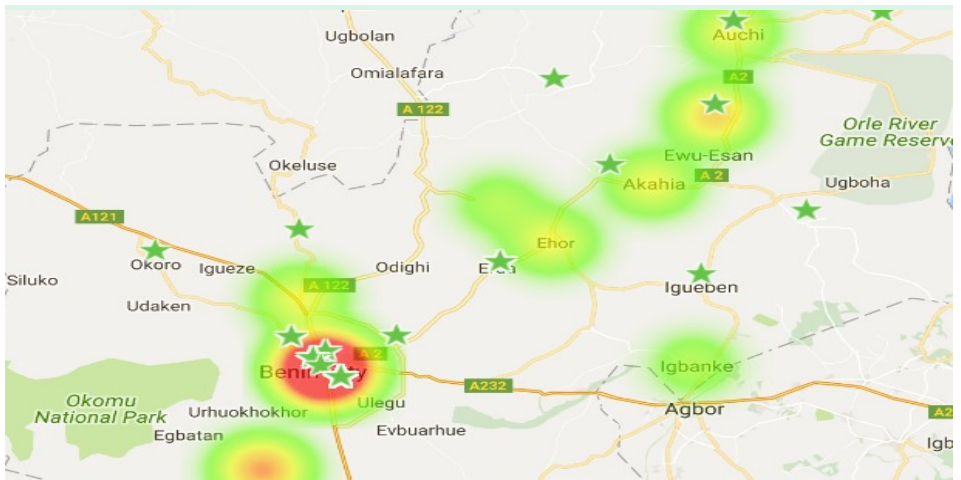 Ugbolan
Auchi
Omialafara
A2
A 122
Orle River
Game Reserve
Ewu-Esan
Okeluse
Akahia
A 2
Ugboha
A121
Ehor
Okoro
Igueze
Odighi
Siluko
A 122
Igueben
Udaken
A 2
Igbanke
A232
Okomu
National Park
Urhuokhokhor
Ulegu
Agbor
Egbatan
Evbuarhue